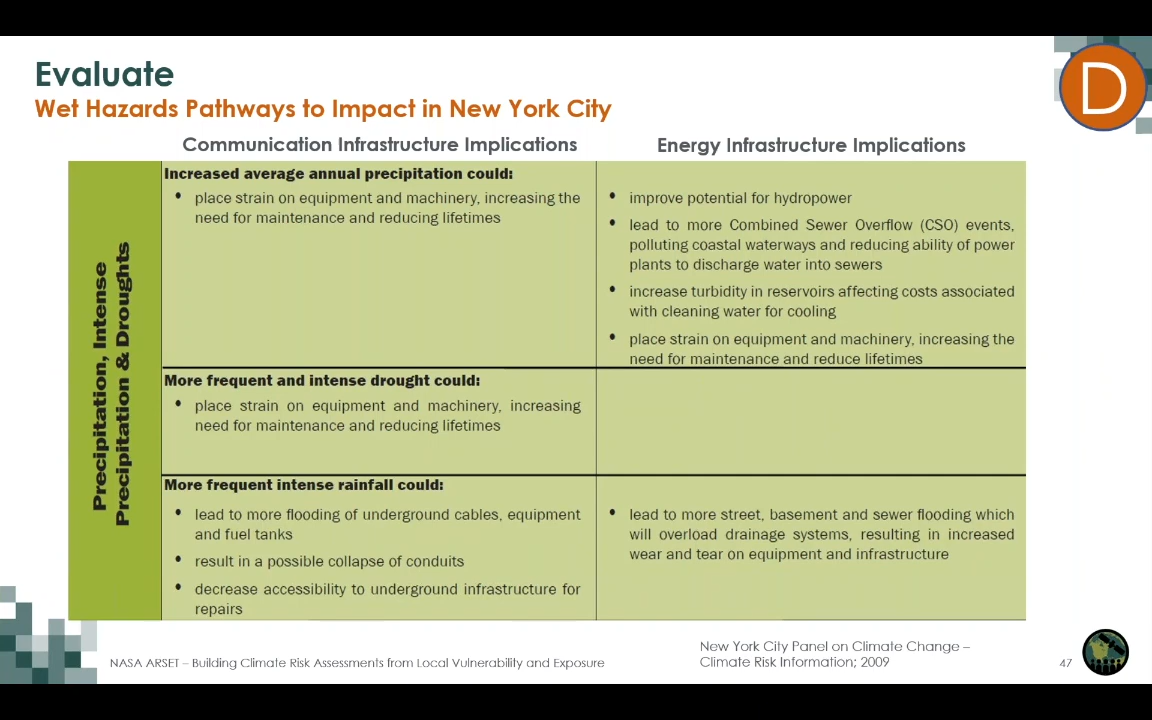 Evaluate
D
Wet Hazards Pathways to Impact in New York City
Communication Infrastructure Implications
Energy Infrastructure Implications
Precipitation, Intense
Precipitation & Droughts
Increased average annual precipitation could:
• place strain on equipment and machinery, increasing the
need for maintenance and reducing lifetimes
• improve potential for hydropower
• lead to more Combined Sewer Overflow (CSO) events,
polluting coastal waterways and reducing ability of power
plants to discharge water into sewers
• increase turbidity in reservoirs affecting costs associated
with cleaning water for cooling
• place strain on equipment and machinery, increasing the
need for maintenance and reduce lifetimes
More frequent and intense drought could:
• place strain on equipment and machinery, increasing
need for maintenance and reducing lifetimes
More frequent intense rainfall could:
• lead to more flooding of underground cables, equipment
and fuel tanks
• result in a possible collapse of conduits
• decrease accessibility to underground infrastructure for
repairs
• lead to more street, basement and sewer flooding which
will overload drainage systems, resulting in increased
wear and tear on equipment and infrastructure
NASA ARSET – Building Climate Risk Assessments from Local Vulnerability and Exposure
New York City Panel on Climate Change –
Climate Risk Information; 2009
47